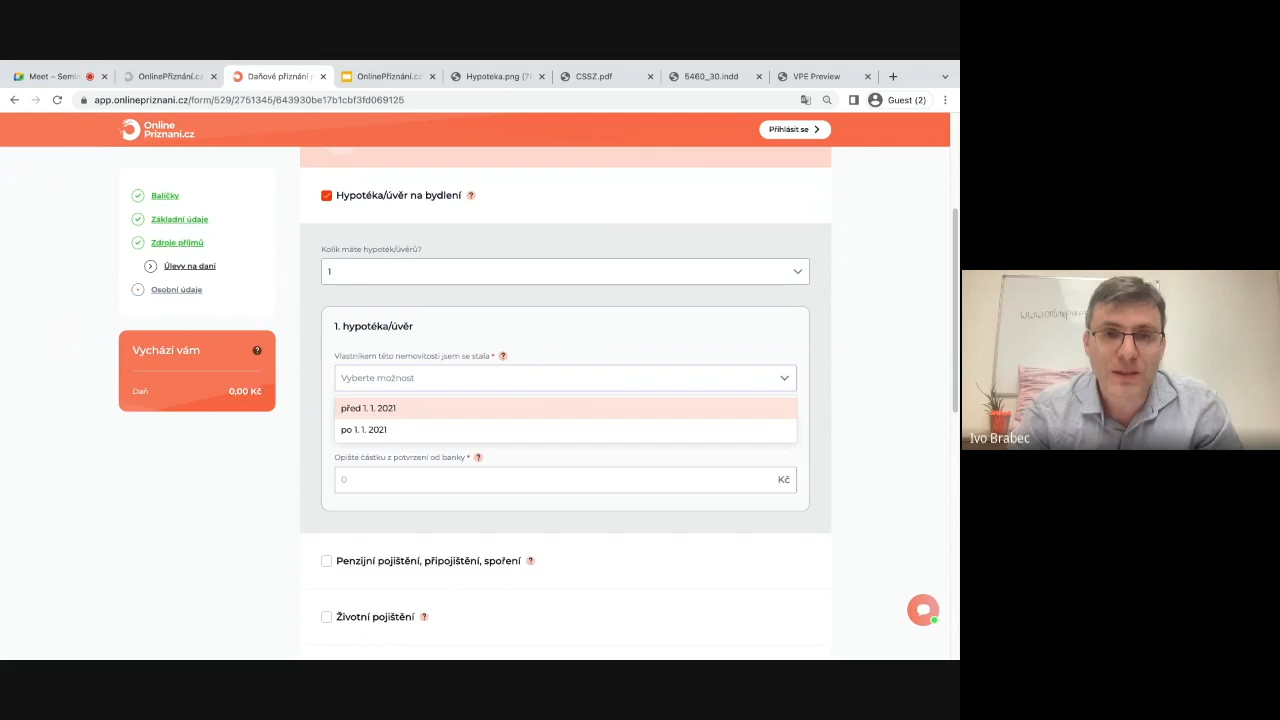 Meet – Semin
OnlinePřiznání.cz
Daňové přiznání p
OnlinePřiznání.cz
Hypoteka.png (70
CSSZ.pdf
5460_30.indd
VPE Preview
app.onlinepriznani.cz/form/529/2751345/643930be17b1cbf3fd069125
Guest (2)
Online
Priznani.cz
Přihlásit se
Balíčky
Základní údaje
Zdroje příjmů
Úlevy na dani
Osobní údaje
Vychází vám
?
Daň
0,00 Kč
Hypotéka/úvěr na bydlení ?
Kolik máte hypoték/úvěrů?
1
1. hypotéka/úvěr
Vlastníkem této nemovitosti jsem se stala * ?
Vyberte možnost
před 1. 1. 2021
po 1. 1. 2021
Opište částku z potvrzení od banky * ?
0
Kč
Penzijní pojištění, připojištění, spoření ?
Životní pojištění ?
Ivo Brabec